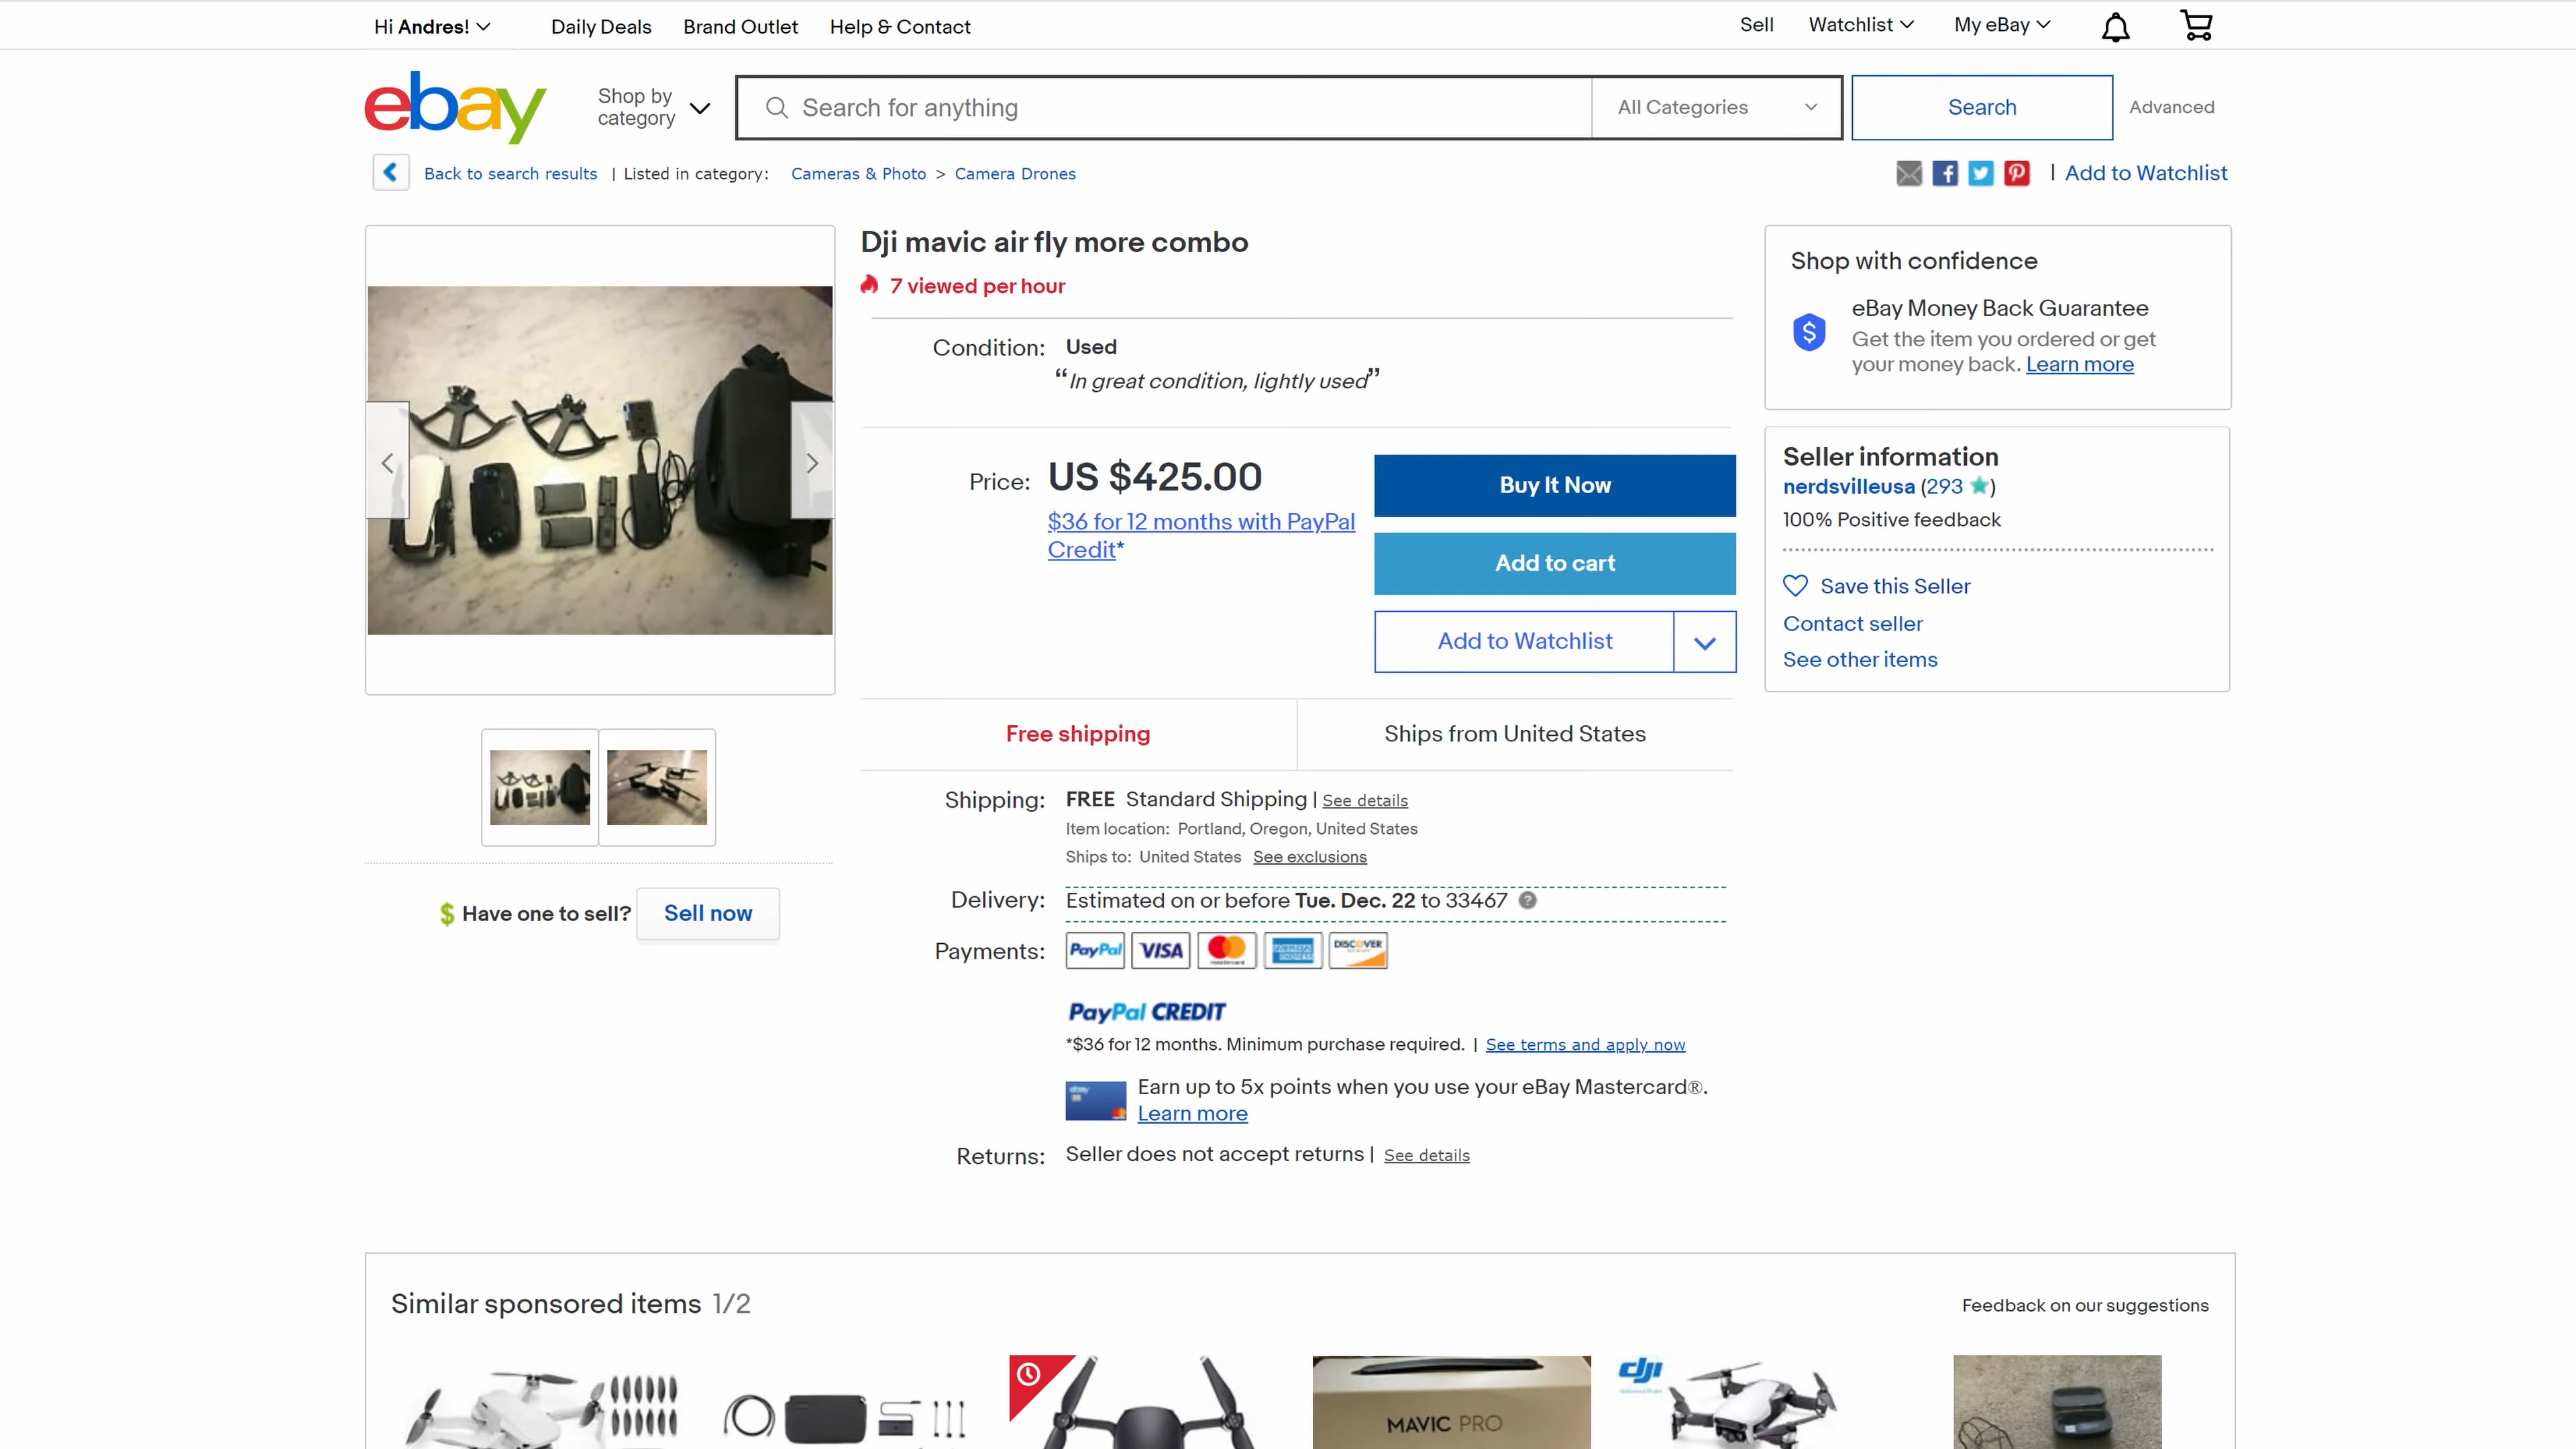 Hi Andres!
Daily Deals
Brand Outlet
Help & Contact
Sell
Watchlist
My eBay
ebay
Shop by
category
Search for anything
All Categories
Search
Advanced
Back to search results | Listed in category: Cameras & Photo > Camera Drones
| Add to Watchlist
Dji mavic air fly more combo
7 viewed per hour
Condition: Used
“In great condition, lightly used”
Price: US $425.00
$36 for 12 months with PayPal
Credit*
Buy It Now
Add to cart
Add to Watchlist
Free shipping
Ships from United States
Shipping: FREE Standard Shipping | See details
Item location: Portland, Oregon, United States
Ships to: United States See exclusions
Delivery: Estimated on or before Tue. Dec. 22 to 33467 ?
Payments: PayPal VISA mastercard AMERICAN EXPRESS DISCOVER
PayPal CREDIT
*$36 for 12 months. Minimum purchase required. | See terms and apply now
ebay
Earn up to 5x points when you use your eBay Mastercard®.
Learn more
Returns: Seller does not accept returns | See details
Shop with confidence
$
eBay Money Back Guarantee
Get the item you ordered or get
your money back. Learn more
Seller information
nerdsvilleusa (293 )
100% Positive feedback
Save this Seller
Contact seller
See other items
$ Have one to sell? Sell now
Similar sponsored items 1/2
Feedback on our suggestions
MAVIC PRO
dji